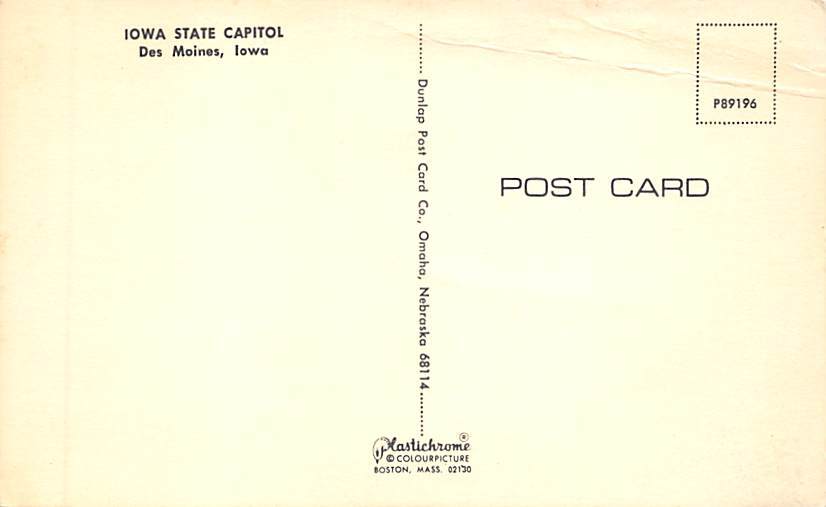 IOWA STATE CAPITOL
Des Moines, Iowa
Dunlap Post Card Co., Omaha, Nebraska 68114
P89196
POST CARD
Plastichrome®
© COLOURPICTURE
BOSTON, MASS. 02130